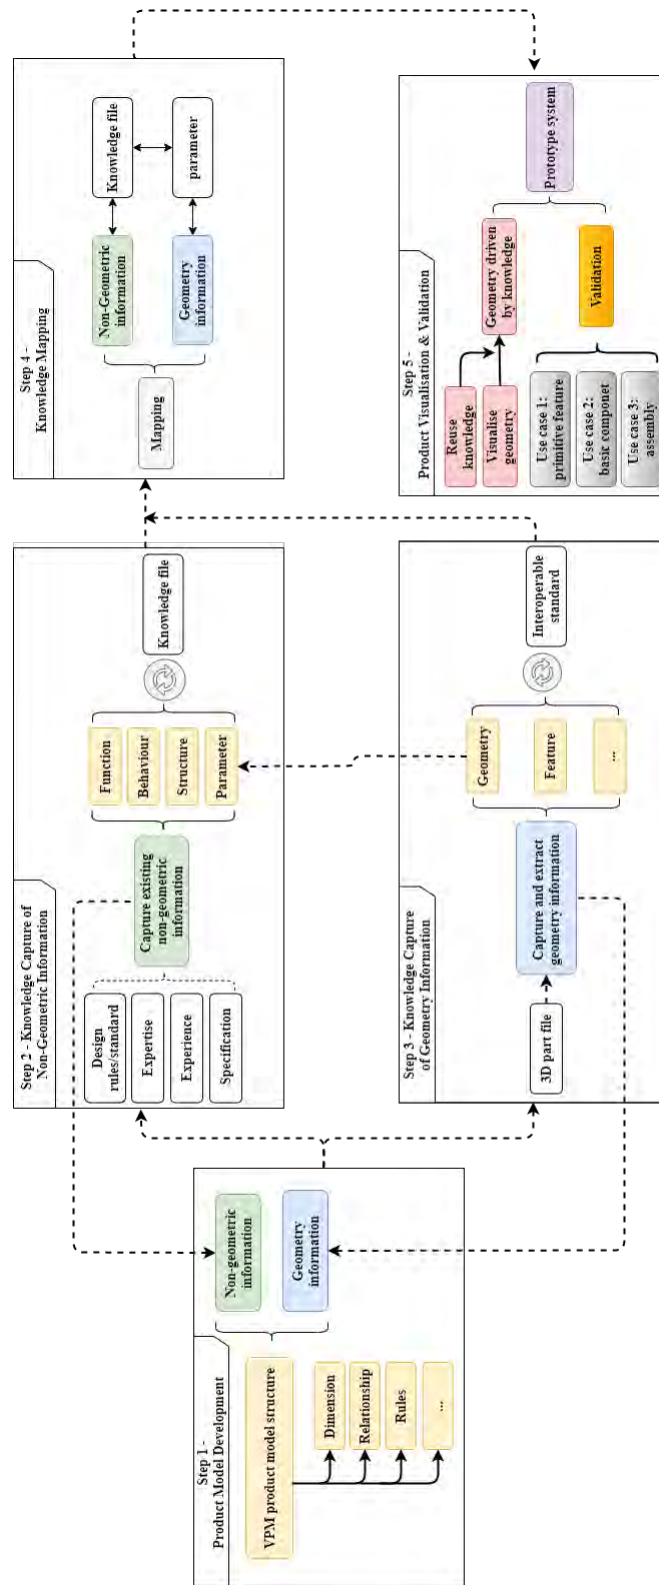 Step 1 -
Product Model Development
VPM product model structure
Dimension
Relationship
Rules
...
Non-geometric
information
Geometry
information
Step 2 - Knowledge Capture of
Non-Geometric Information
Design
rules/standard
Expertise
Experience
Specification
Capture existing
non-geometric
information
Function
Behaviour
Structure
Parameter
Knowledge file
Step 3 - Knowledge Capture
of Geometry Information
3D part file
Capture and extract
geometry information
Geometry
Feature
...
Interoperable
standard
Step 4 -
Knowledge Mapping
Mapping
Non-Geometric
information
Geometry
information
Knowledge file
parameter
Step 5 -
Product Visualisation & Validation
Reuse
knowledge
Visualise
geometry
Geometry driven
by knowledge
Use case 1:
primitive feature
Use case 2:
basic componet
Use case 3:
assembly
Validation
Prototype system